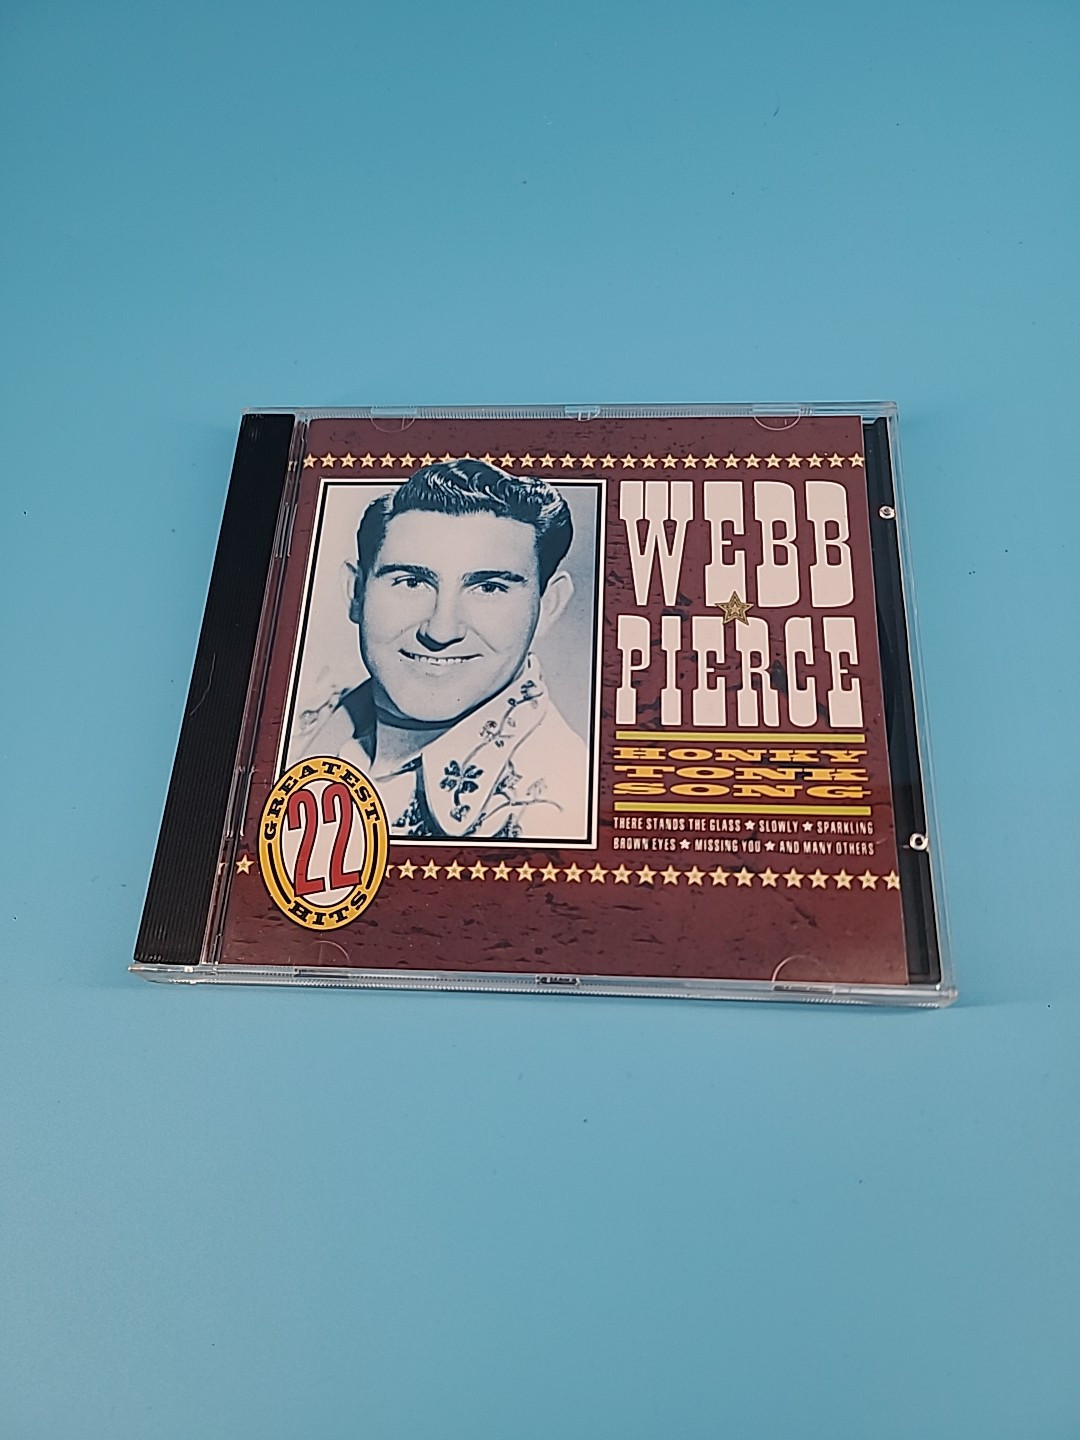 WEBB
PIERCE
HONKY
TONK
SONG
THERE STANDS THE GLASS ★ SLOWLY ★ SPARKLING
BROWN EYES ★ MISSING YOU ★ AND MANY OTHERS
GREATEST
22
HITS